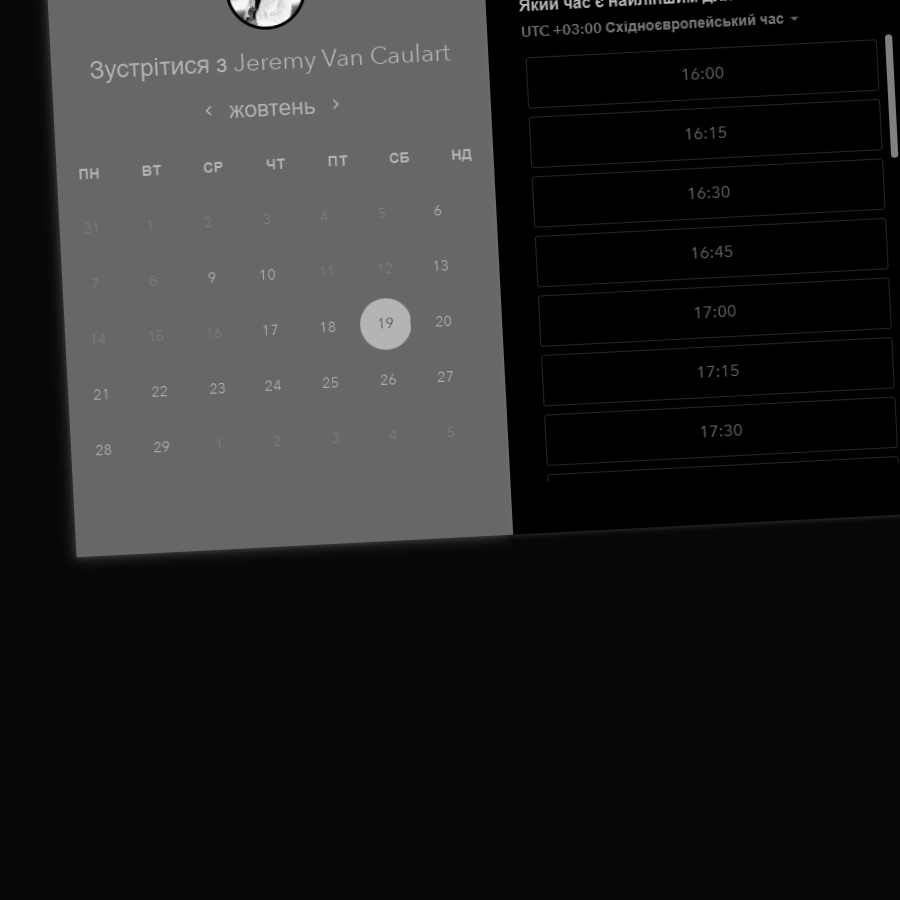 Зустрітися з Jeremy Van Caulart
‹ жовтень ›
ПН ВТ СР ЧТ ПТ СБ НД
31 1 2 3 4 5 6
7 8 9 10 11 12 13
14 15 16 17 18 19 20
21 22 23 24 25 26 27
28 29 1 2 3 4 5
Який час є найліпшим
UTC +03:00 Східноєвропейський час
16:00
16:15
16:30
16:45
17:00
17:15
17:30